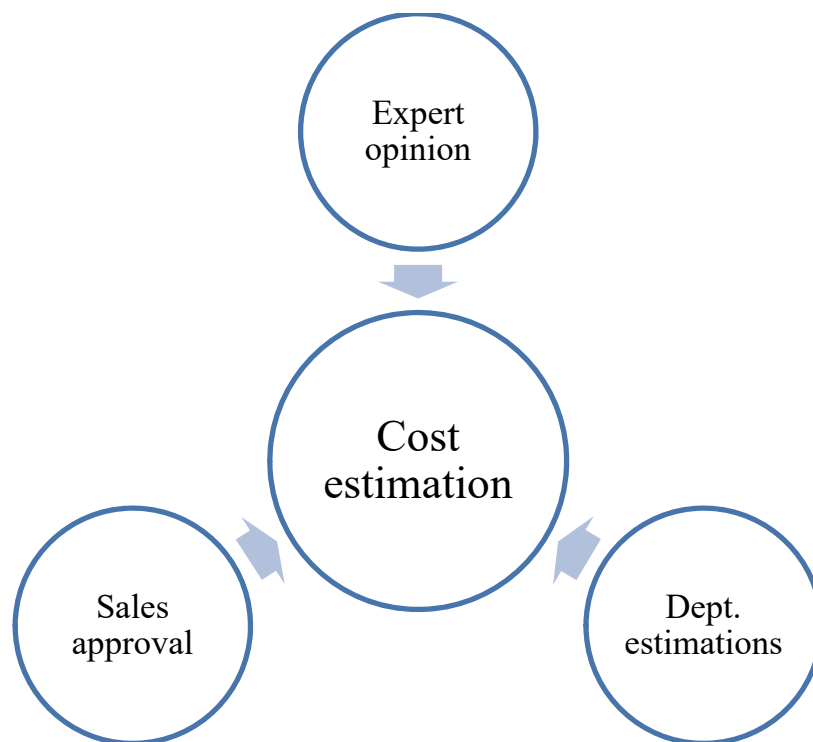 Expert
opinion
Cost
estimation
Sales
approval
Dept.
estimations